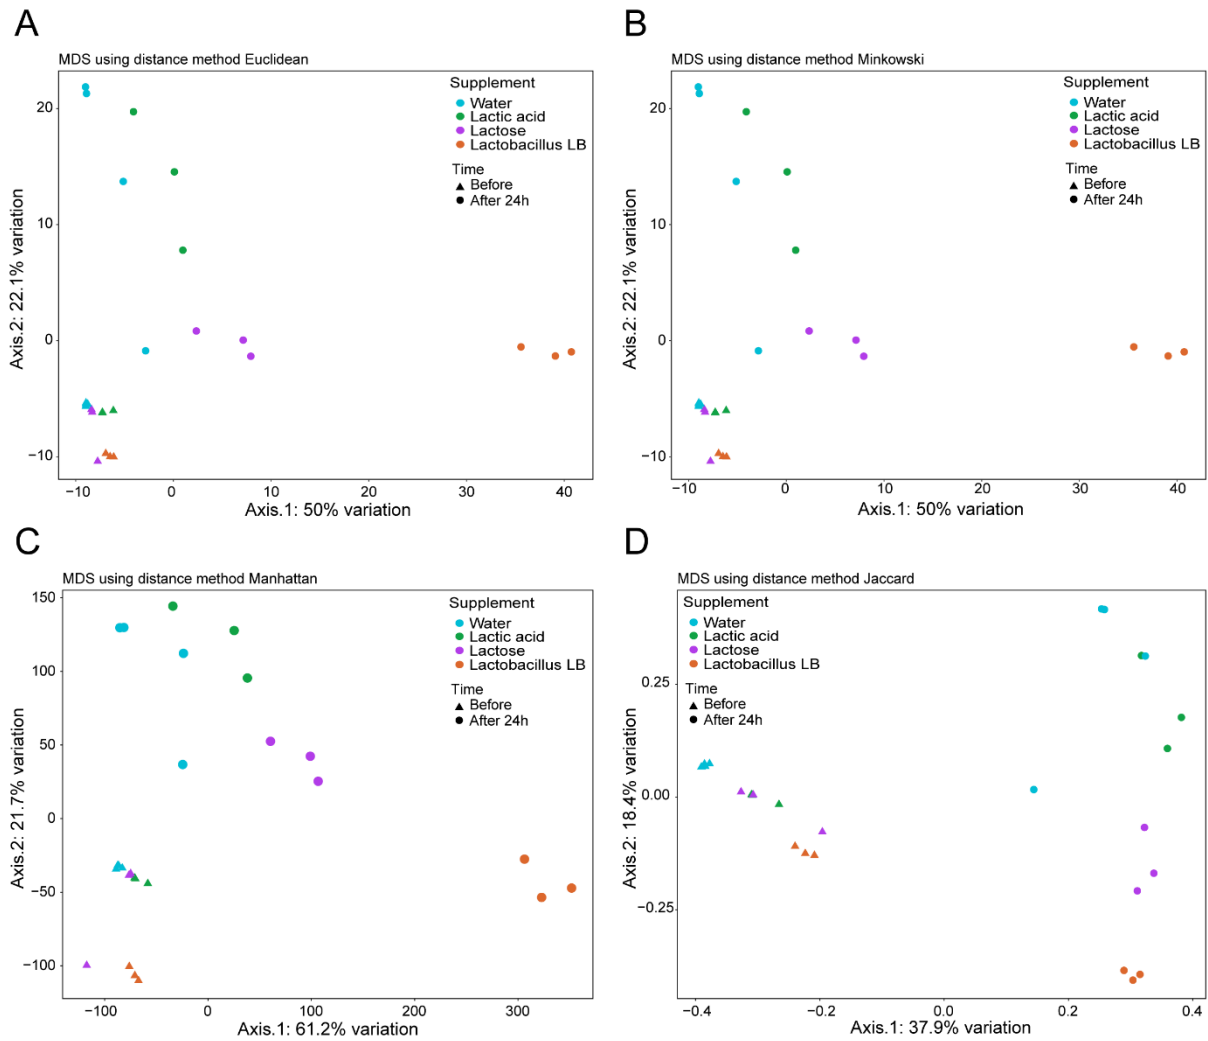 A
MDS using distance method Euclidean
Supplement
Water
Lactic acid
Lactose
Lactobacillus LB
Time
Before
After 24h
20
10
0
−10
Axis.2: 22.1% variation
−10 0 10 20 30 40
Axis.1: 50% variation
B
MDS using distance method Minkowski
Supplement
Water
Lactic acid
Lactose
Lactobacillus LB
Time
Before
After 24h
20
10
0
−10
Axis.2: 22.1% variation
−10 0 10 20 30 40
Axis.1: 50% variation
C
MDS using distance method Manhattan
Supplement
Water
Lactic acid
Lactose
Lactobacillus LB
Time
Before
After 24h
150
100
50
0
−50
−100
Axis.2: 21.7% variation
−100 0 100 200 300
Axis.1: 61.2% variation
D
MDS using distance method Jaccard
Supplement
Water
Lactic acid
Lactose
Lactobacillus LB
Time
Before
After 24h
0.25
0.00
−0.25
Axis.2: 18.4% variation
−0.4 −0.2 0.0 0.2 0.4
Axis.1: 37.9% variation